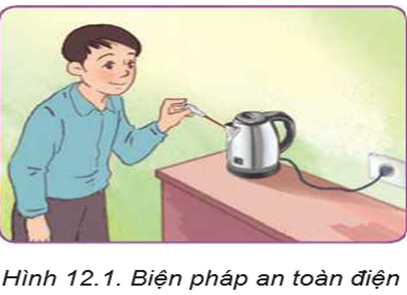 Hình 12.1. Biện pháp an toàn điện